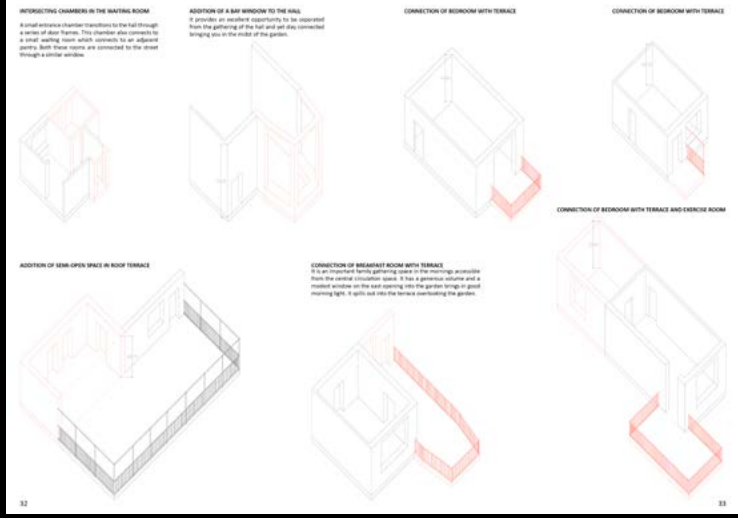 INTERSECTING CHAMBERS IN THE WAITING ROOM
A small entrance chamber transitions to the hall through
a series of door frames. This chamber also connects to
a small waiting room which connects to an adjacent
pantry. Both these rooms are connected to the street
through a similar window.
ADDITION OF A BAY WINDOW TO THE HALL
It provides an excellent opportunity to be separated
from the gathering of the hall and yet stay connected
bringing you in the midst of the garden.
CONNECTION OF BEDROOM WITH TERRACE
CONNECTION OF BEDROOM WITH TERRACE
CONNECTION OF BEDROOM WITH TERRACE AND EXERCISE ROOM
ADDITION OF SEMI-OPEN SPACE IN ROOF TERRACE
CONNECTION OF BREAKFAST ROOM WITH TERRACE
It is an important family gathering space in the mornings accessible
from the central circulation space. It has a generous volume and a
modest window on the east opening into the garden brings in good
morning light. It spills out into the terrace overlooking the garden.
32
33